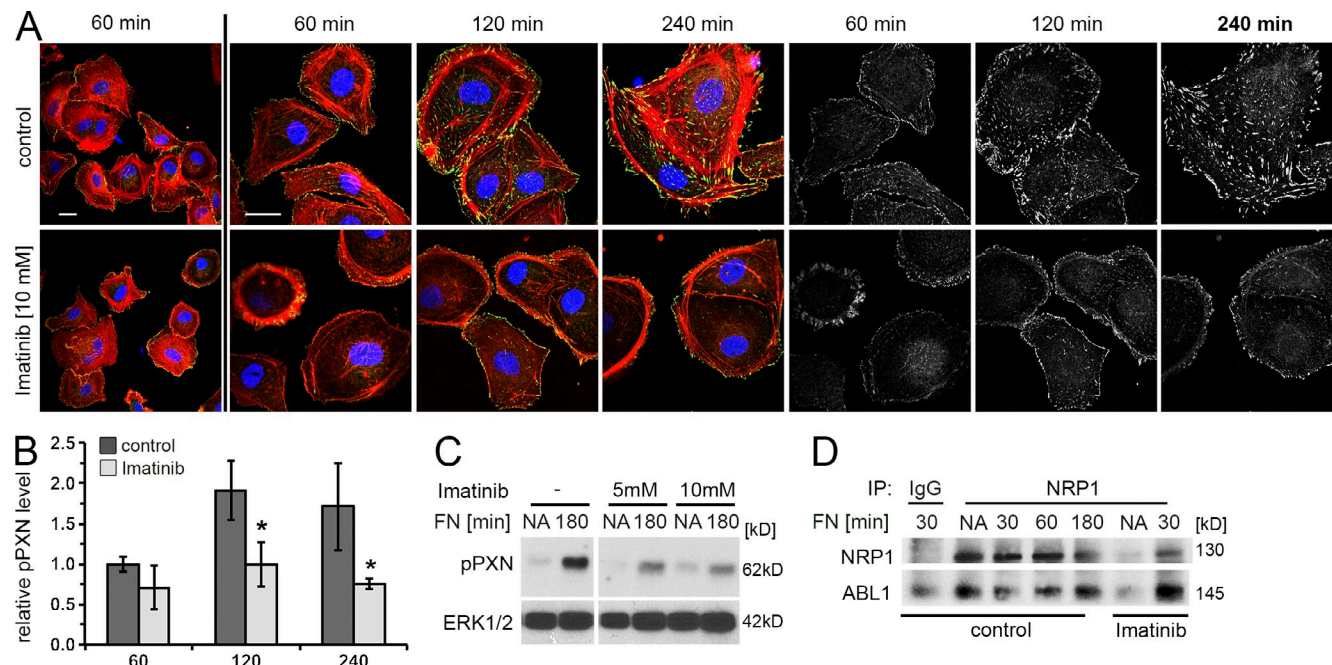 A
60 min 60 min 120 min 240 min 60 min 120 min 240 min
control
Imatinib [10 mM]
B
control
Imatinib
relative pPXN level
2.5
2.0
1.5
1.0
0.5
0.0
* *
60 120 240
C
Imatinib - 5mM 10mM
FN [min] NA 180 NA 180 NA 180 [kD]
pPXN 62kD
ERK1/2 42kD
D
IP: IgG NRP1
FN [min] 30 NA 30 60 180 NA 30 [kD]
NRP1 130
ABL1 145
control Imatinib